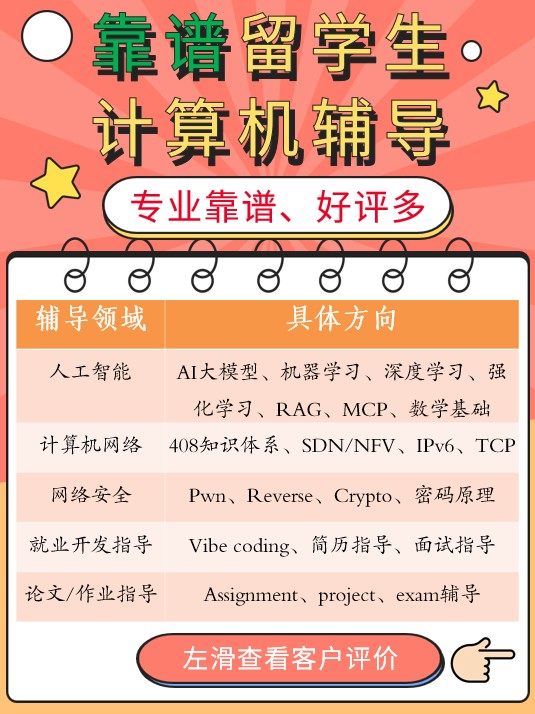 靠谱留学生
计算机辅导
专业靠谱、好评多
辅导领域 具体方向
人工智能 AI大模型、机器学习、深度学习、强
化学习、RAG、MCP、数学基础
计算机网络 408知识体系、SDN/NFV、IPv6、TCP
网络安全 Pwn、Reverse、Crypto、密码原理
就业开发指导 Vibe coding、简历指导、面试指导
论文/作业指导 Assignment、project、exam辅导
左滑查看客户评价